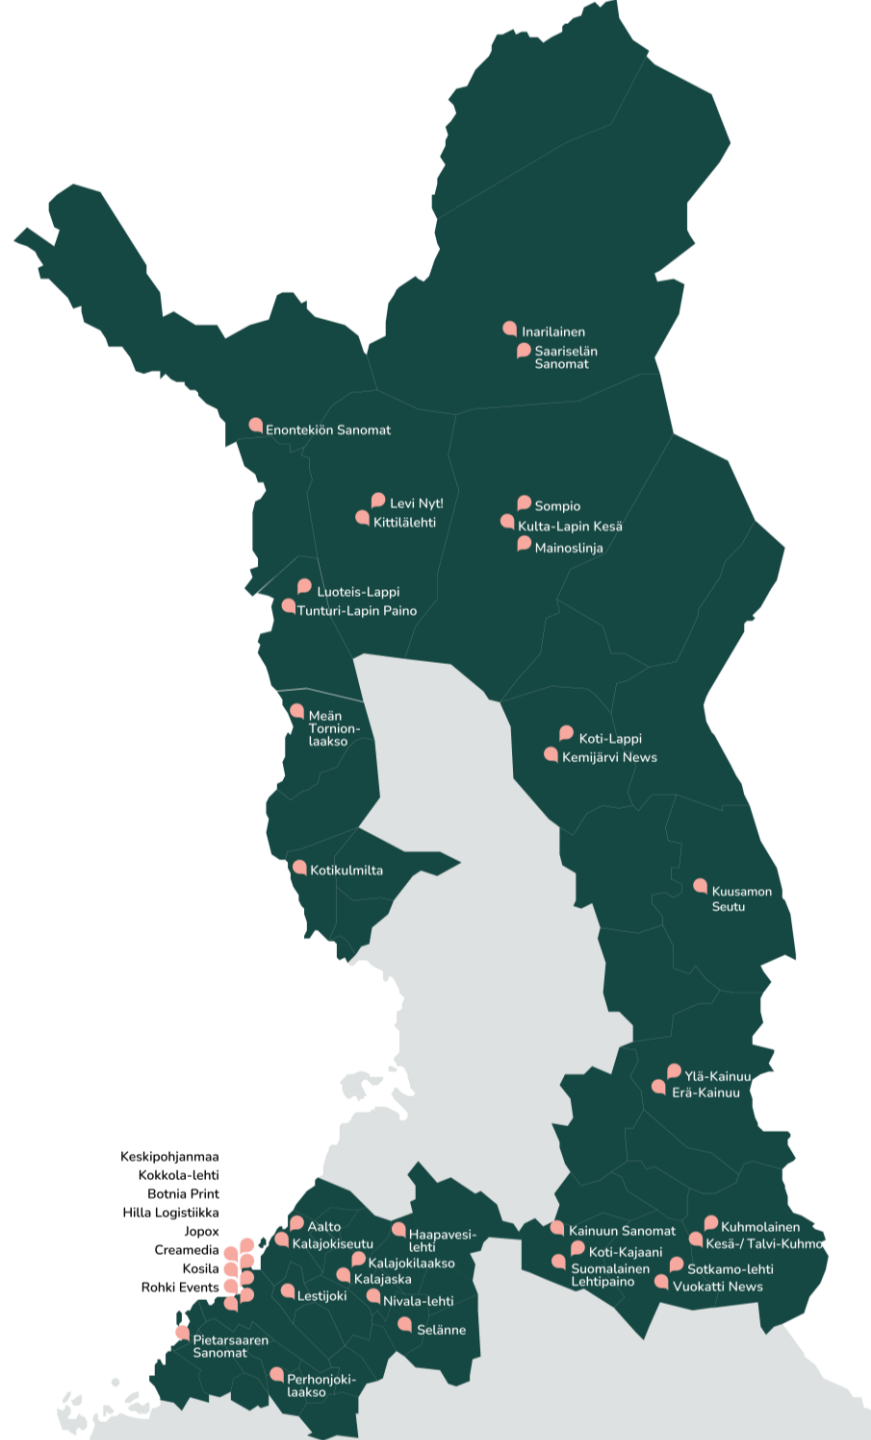 Inarilainen
Saariselän
Sanomat
Enontekiön Sanomat
Levi Nyt!
Kittilälehti
Sompio
Kulta-Lapin Kesä
Mainoslinja
Luoteis-Lappi
Tunturi-Lapin Paino
Meän
Tornion-
laakso
Koti-Lappi
Kemijärvi News
Kotikulmilta
Kuusamon
Seutu
Ylä-Kainuu
Erä-Kainuu
Keskipohjanmaa
Kokkola-lehti
Botnia Print
Hilla Logistiikka
Jopox
Creamedia
Kosila
Rohki Events
Aalto
Kalajokiseutu
Haapavesi-
lehti
Kalajokilaakso
Kalajaska
Lestijoki
Nivala-lehti
Selänne
Pietarsaaren
Sanomat
Perhonjoki-
laakso
Kainuun Sanomat
Koti-Kajaani
Suomalainen
Lehtipaino
Kuhmolainen
Kesä-/ Talvi-Kuhmo
Sotkamo-lehti
Vuokatti News